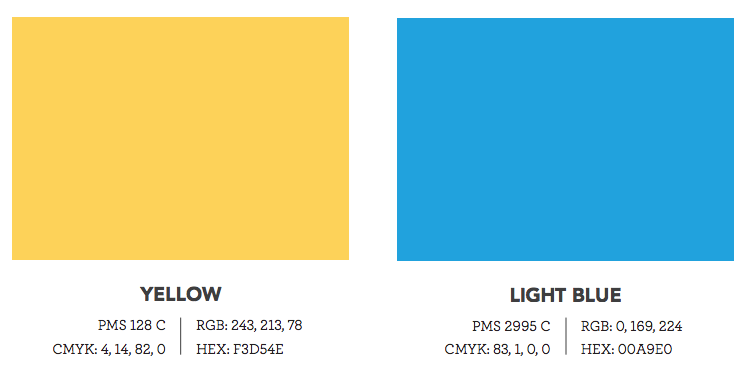 YELLOW
PMS 128 C
RGB: 243, 213, 78
CMYK: 4, 14, 82, 0
HEX: F3D54E
LIGHT BLUE
PMS 2995 C
RGB: 0, 169, 224
CMYK: 83, 1, 0, 0
HEX: 00A9E0